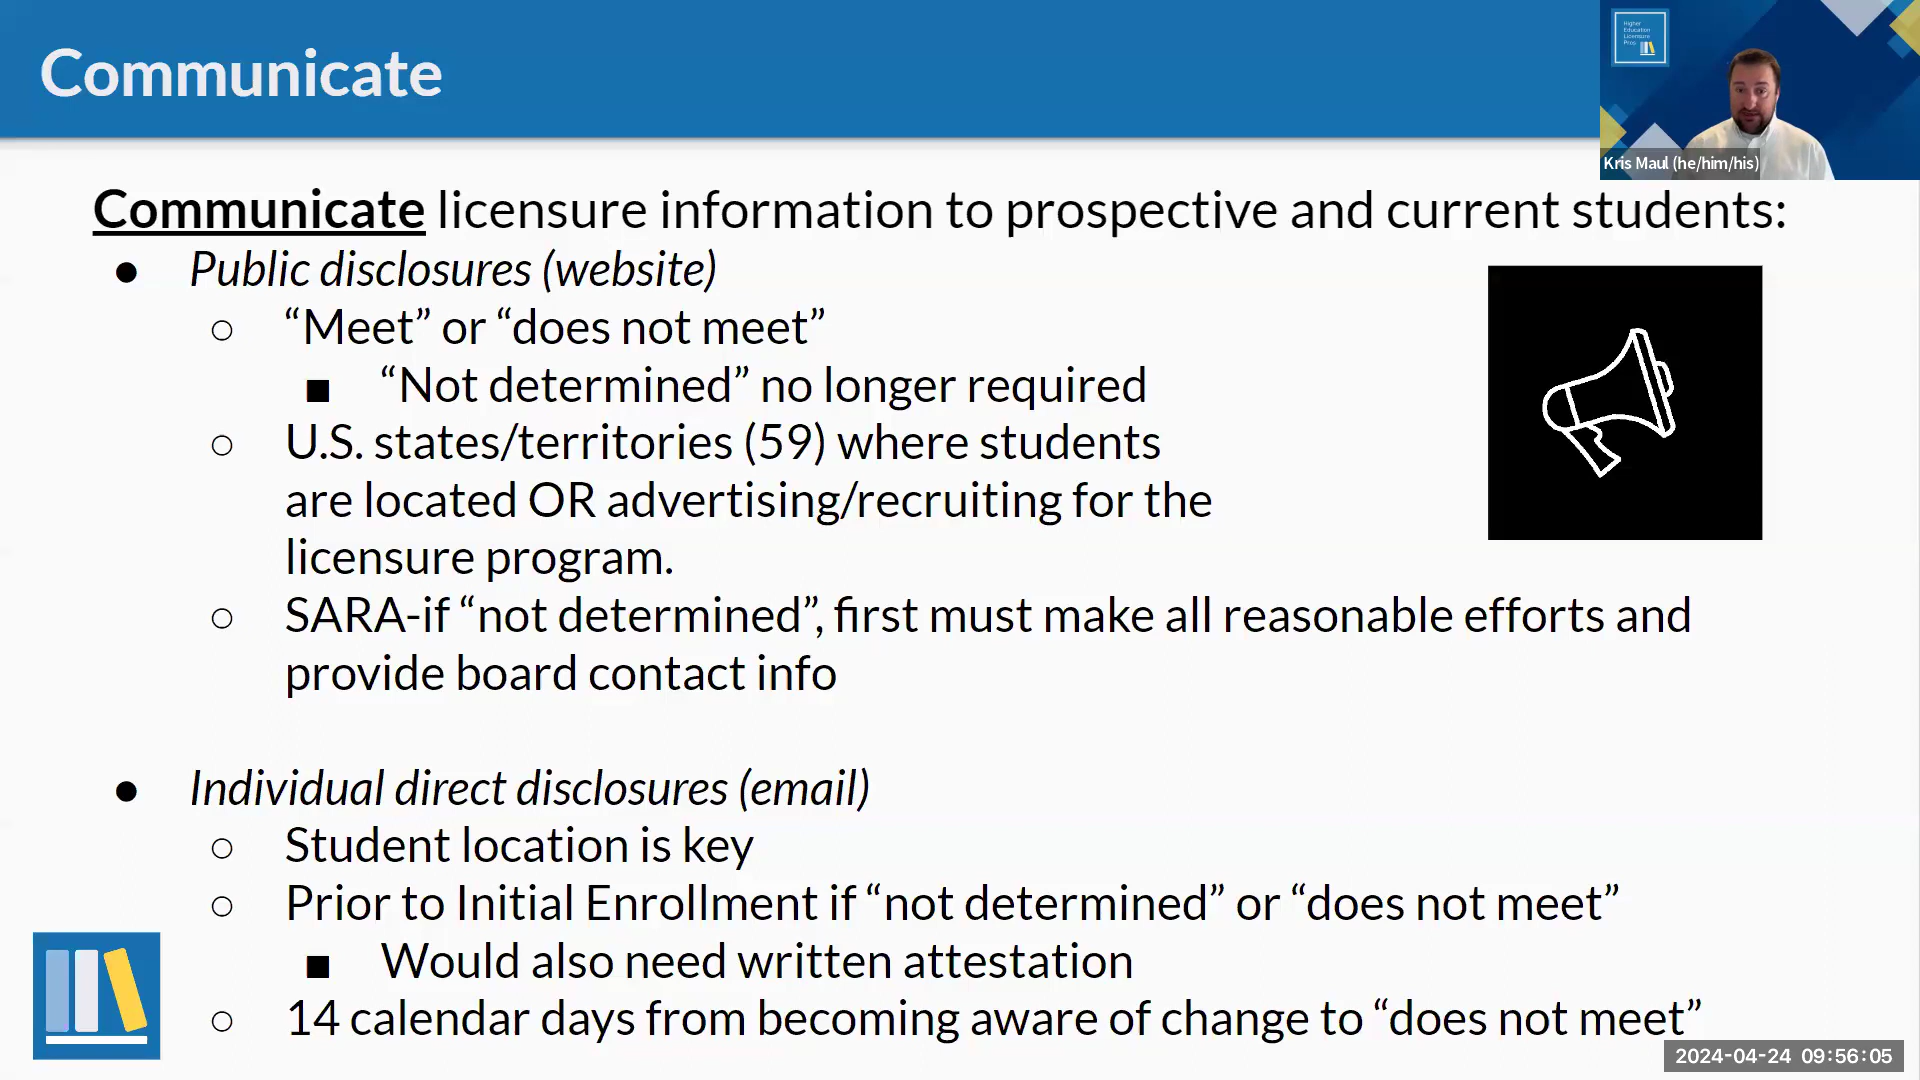 Communicate
Higher
Education
Licensure
Pros
Kris Maul (he/him/his)
Communicate licensure information to prospective and current students:
● Public disclosures (website)
○ “Meet” or “does not meet”
■ “Not determined” no longer required
○ U.S. states/territories (59) where students
are located OR advertising/recruiting for the
licensure program.
○ SARA-if “not determined”, first must make all reasonable efforts and
provide board contact info
● Individual direct disclosures (email)
○ Student location is key
○ Prior to Initial Enrollment if “not determined” or “does not meet”
■ Would also need written attestation
○ 14 calendar days from becoming aware of change to “does not meet”
2024-04-24 09:56:05